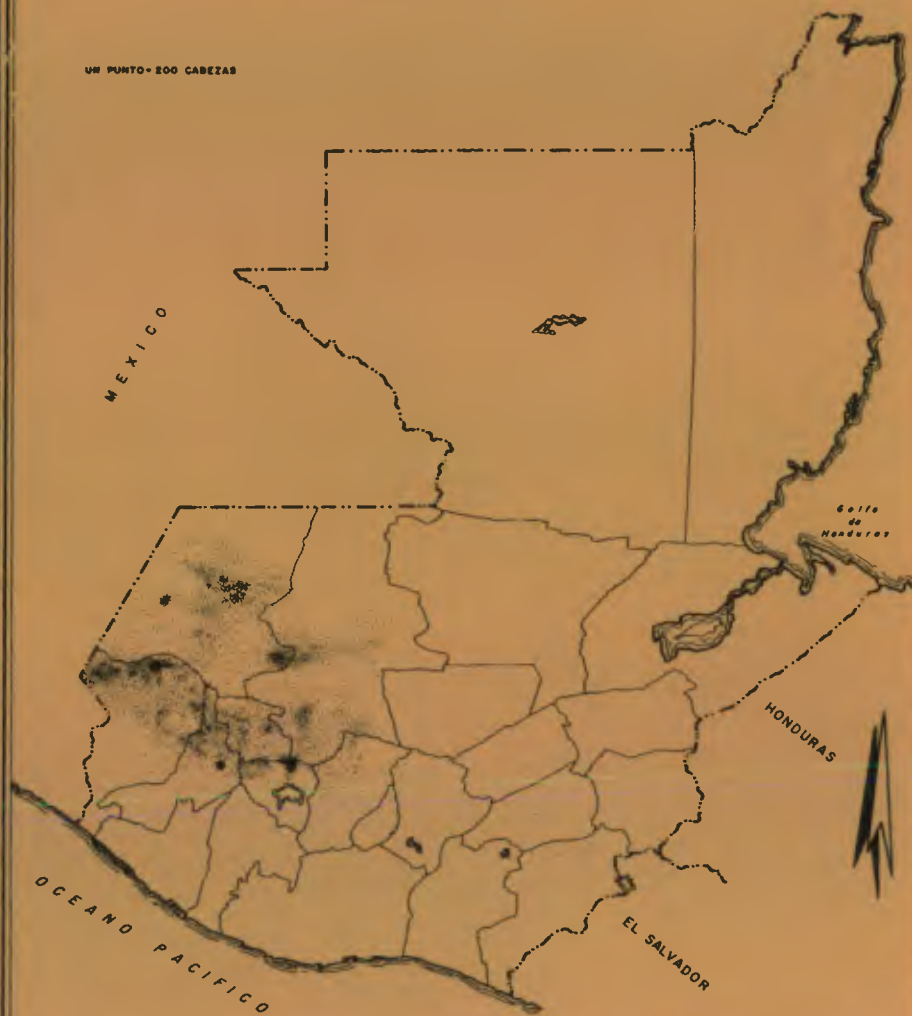 UN PUNTO = 200 CABEZAS
MEXICO
Golfo
de
Honduras
HONDURAS
EL SALVADOR
OCEANO PACIFICO